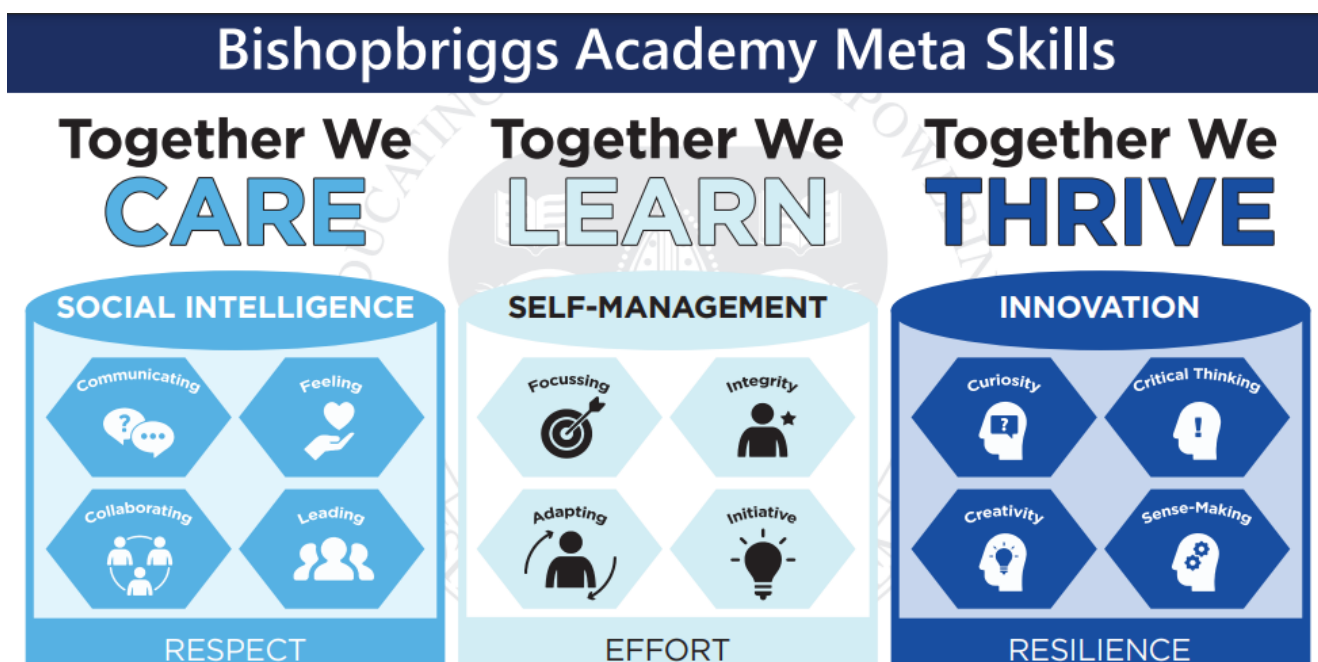 Bishopbriggs Academy Meta Skills
Together We
CARE
SOCIAL INTELLIGENCE
Communicating
Feeling
Collaborating
Leading
RESPECT
Together We
LEARN
SELF-MANAGEMENT
Focussing
Integrity
Adapting
Initiative
EFFORT
Together We
THRIVE
INNOVATION
Curiosity
Critical Thinking
Creativity
Sense-Making
RESILIENCE